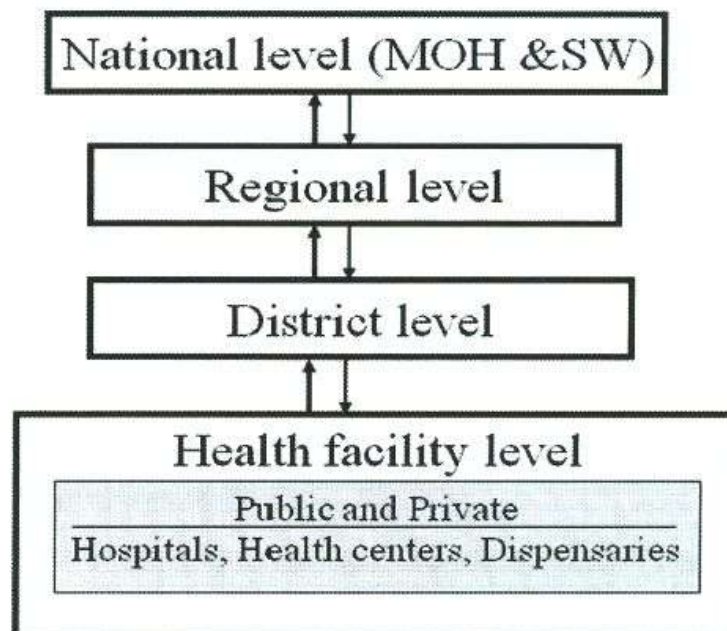 National level (MOH &SW)
Regional level
District level
Health facility level
Public and Private
Hospitals, Health centers, Dispensaries